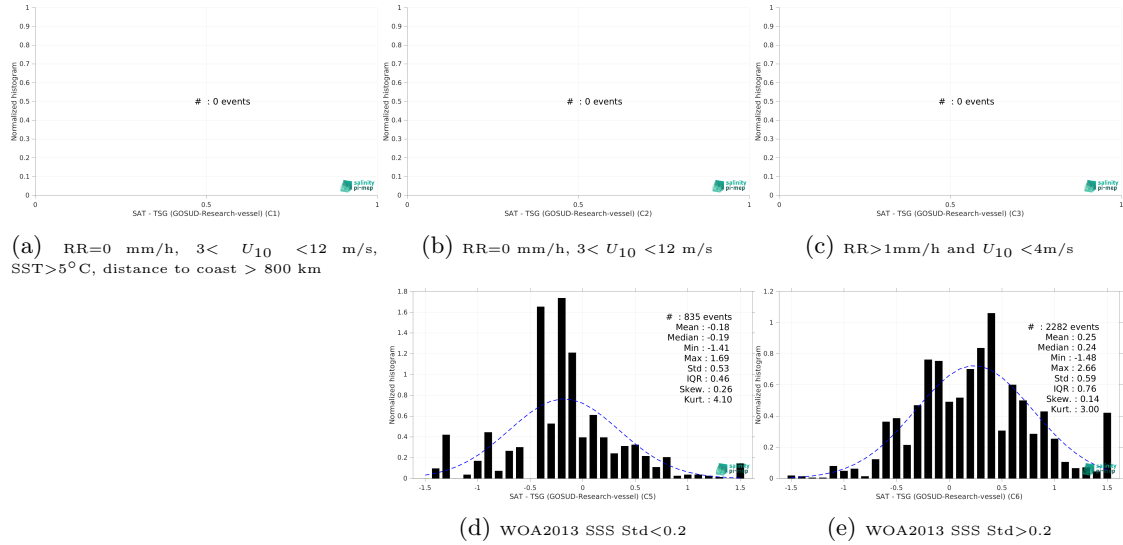 1
0.9
0.8
0.7
0.6
0.5
0.4
0.3
0.2
0.1
0
Normalized histogram
# : 0 events
salinity
pi-mep
0 0.5 1
SAT - TSG (GOSUD-Research-vessel) (C1)
1
0.9
0.8
0.7
0.6
0.5
0.4
0.3
0.2
0.1
0
Normalized histogram
# : 0 events
salinity
pi-mep
0 0.5 1
SAT - TSG (GOSUD-Research-vessel) (C2)
1
0.9
0.8
0.7
0.6
0.5
0.4
0.3
0.2
0.1
0
Normalized histogram
# : 0 events
salinity
pi-mep
0 0.5 1
SAT - TSG (GOSUD-Research-vessel) (C3)
(a) RR=0 mm/h, 3< U10 <12 m/s,
SST>5°C, distance to coast > 800 km
(b) RR=0 mm/h, 3< U10 <12 m/s
(c) RR>1mm/h and U10 <4m/s
1.8
1.6
1.4
1.2
1
0.8
0.6
0.4
0.2
0
Normalized histogram
# : 835 events
Mean : -0.18
Median : -0.19
Min : -1.41
Max : 1.69
Std : 0.53
IQR : 0.46
Skew. : 0.26
Kurt. : 4.10
salinity
pi-mep
-1.5 -1 -0.5 0 0.5 1 1.5
SAT - TSG (GOSUD-Research-vessel) (C5)
1.2
1
0.8
0.6
0.4
0.2
0
Normalized histogram
# : 2282 events
Mean : 0.25
Median : 0.24
Min : -1.48
Max : 2.66
Std : 0.59
IQR : 0.76
Skew. : 0.14
Kurt. : 3.00
salinity
pi-mep
-1.5 -1 -0.5 0 0.5 1 1.5
SAT - TSG (GOSUD-Research-vessel) (C6)
(d) WOA2013 SSS Std<0.2
(e) WOA2013 SSS Std>0.2